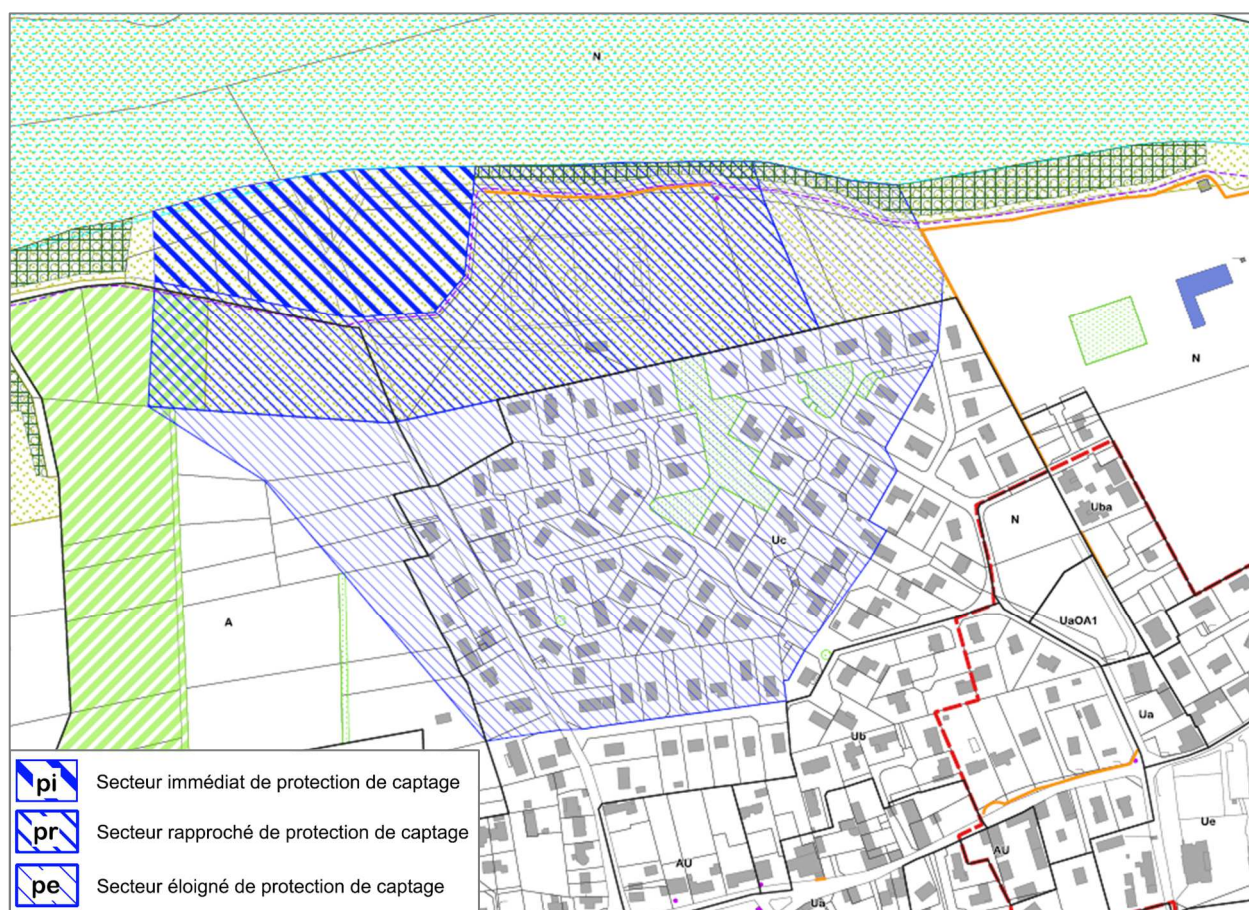 N
N
Uba
N
Uc
UaOA1
A
Ua
Ub
Ue
AU
AU
Ua
pi Secteur immédiat de protection de captage
pr Secteur rapproché de protection de captage
pe Secteur éloigné de protection de captage